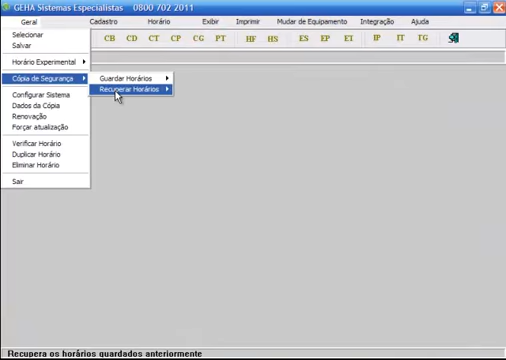 GEHA Sistemas Especialistas 0800 702 2011
Geral Cadastro Horário Exibir Imprimir Mudar de Equipamento Integração Ajuda
CB CD CT CP CG PT HF HS ES EP ET IP IT TG
Selecionar
Salvar
Horário Experimental
Cópia de Segurança
Guardar Horários
Recuperar Horários
Configurar Sistema
Dados da Cópia
Renovação
Forçar atualização
Verificar Horário
Duplicar Horário
Eliminar Horário
Sair
Recupera os horários guardados anteriormente